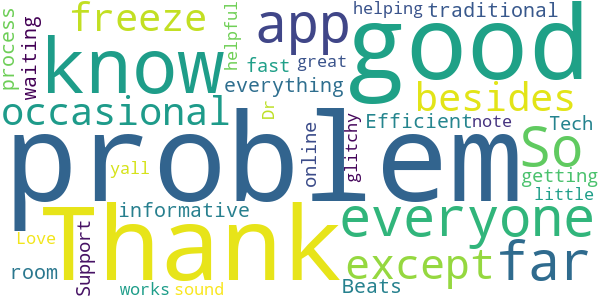 process
waiting
freeze
helpful
app
helping
traditional
good
know
fast
great
everything
besides
occasional
Dr
online
glitchy
Efficient
note
Tech
So
problem
yall
getting
little
Thank
everyone
informative
Love
Support
except
far
room
works
sound
Beats